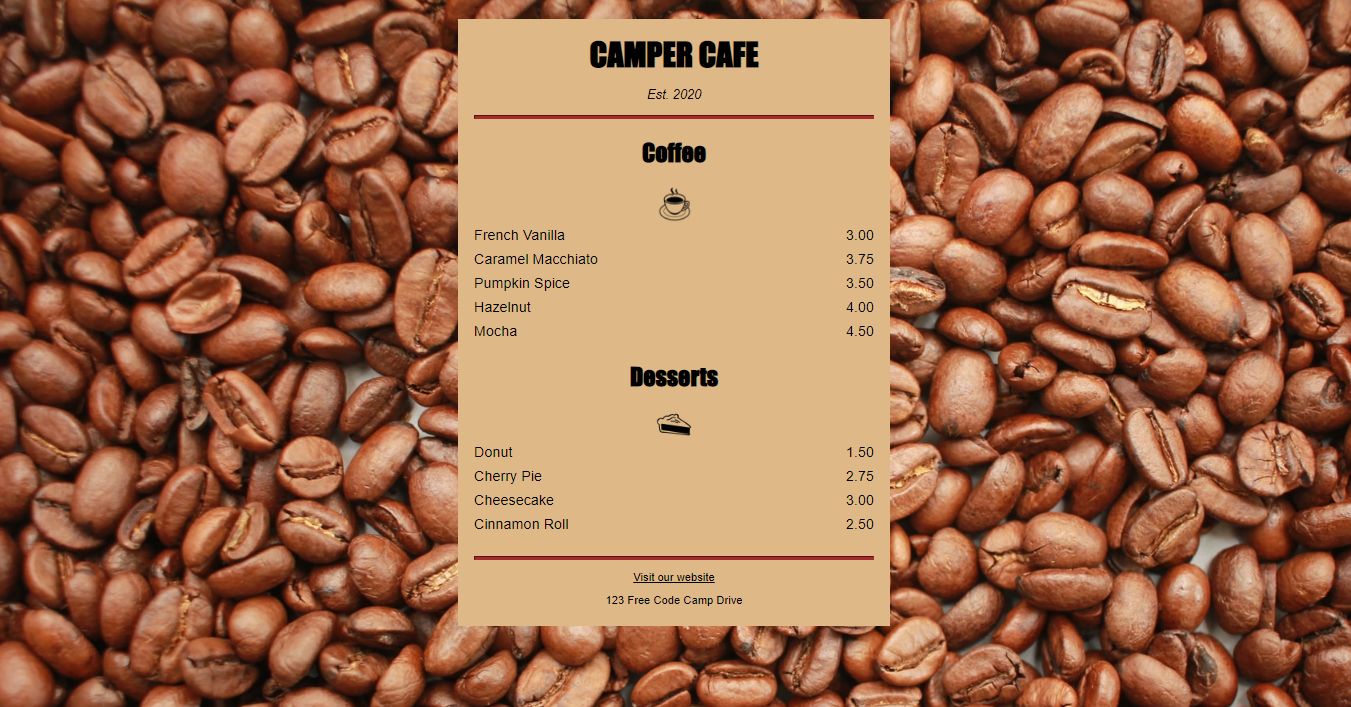 CAMPER CAFE
Est. 2020
Coffee
French Vanilla 3.00
Caramel Macchiato 3.75
Pumpkin Spice 3.50
Hazelnut 4.00
Mocha 4.50
Desserts
Donut 1.50
Cherry Pie 2.75
Cheesecake 3.00
Cinnamon Roll 2.50
Visit our website
123 Free Code Camp Drive